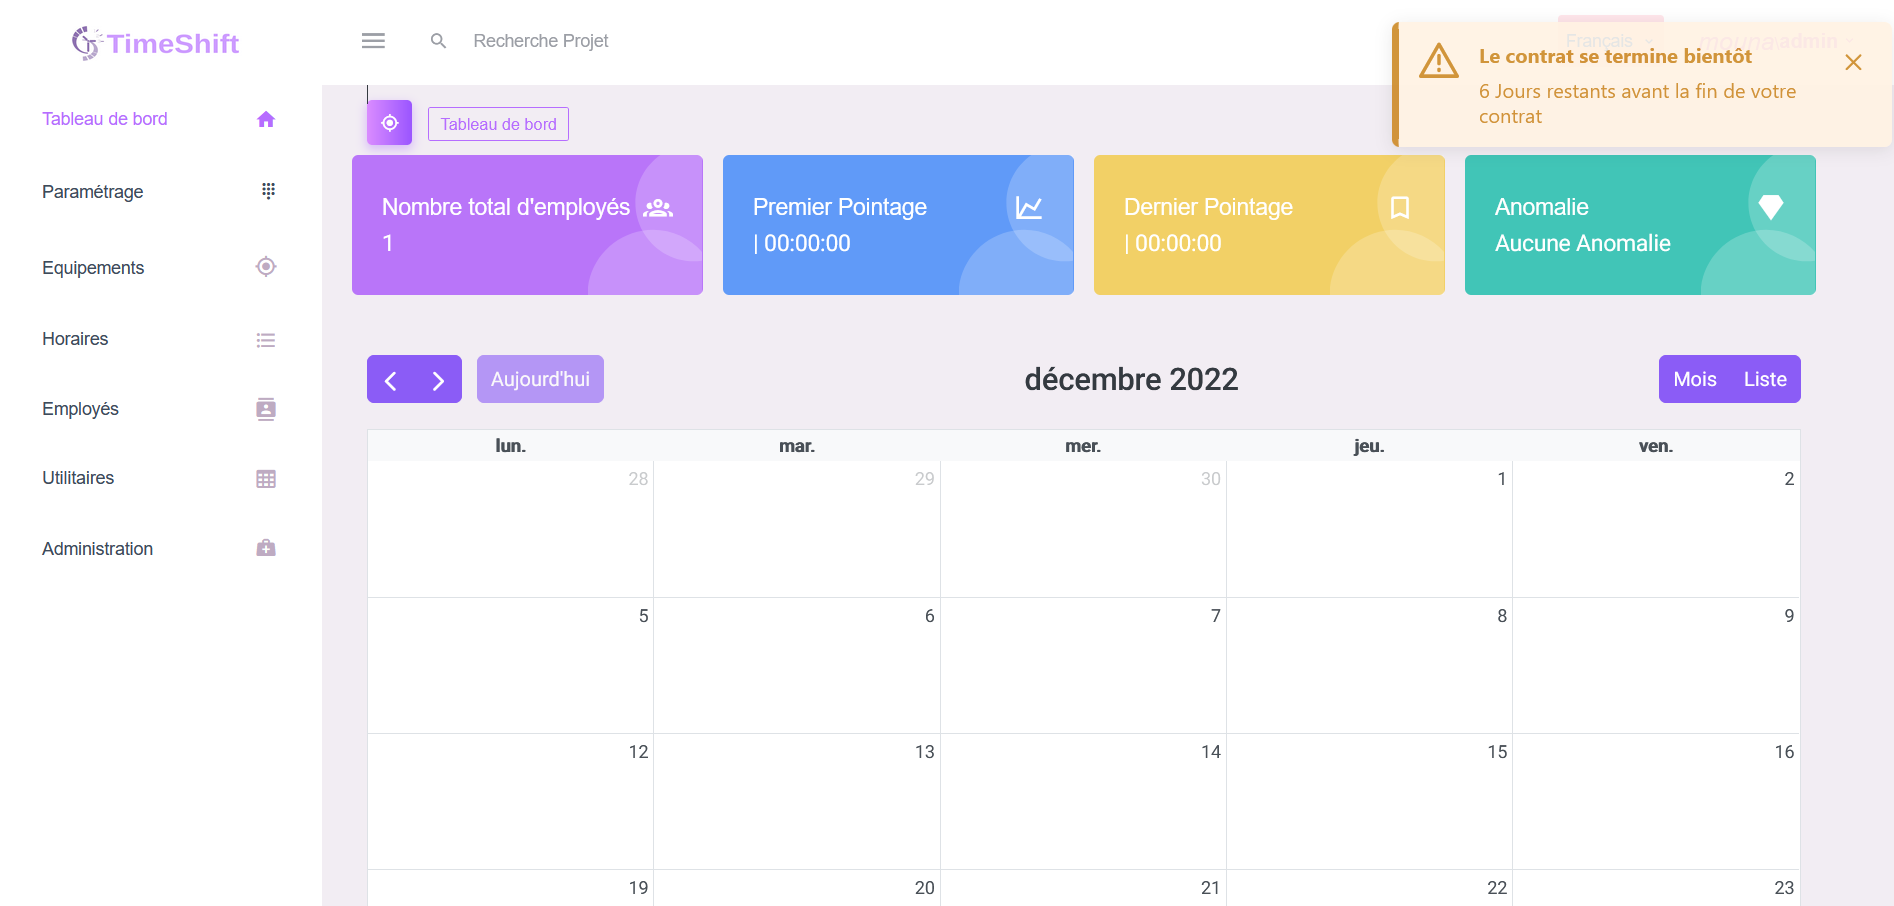 TimeShift
Recherche Projet
Français
mouna\admin
Le contrat se termine bientôt
6 Jours restants avant la fin de votre
contrat
Tableau de bord
Paramétrage
Equipements
Horaires
Employés
Utilitaires
Administration
Tableau de bord
Nombre total d'employés
1
Premier Pointage
| 00:00:00
Dernier Pointage
| 00:00:00
Anomalie
Aucune Anomalie
Aujourd'hui
décembre 2022
Mois Liste
lun. mar. mer. jeu. ven.
28 29 30 1 2
5 6 7 8 9
12 13 14 15 16
19 20 21 22 23